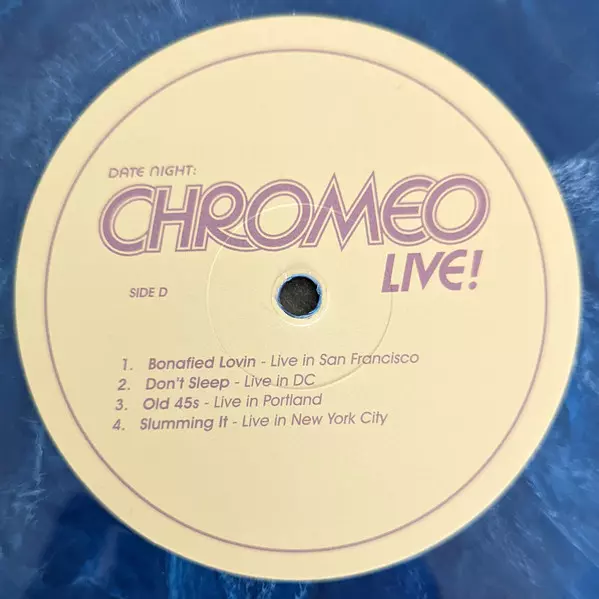 DATE NIGHT:
CHROMEO
LIVE!
SIDE D
1. Bonafied Lovin - Live in San Francisco
2. Don't Sleep - Live in DC
3. Old 45s - Live in Portland
4. Slumming It - Live in New York City